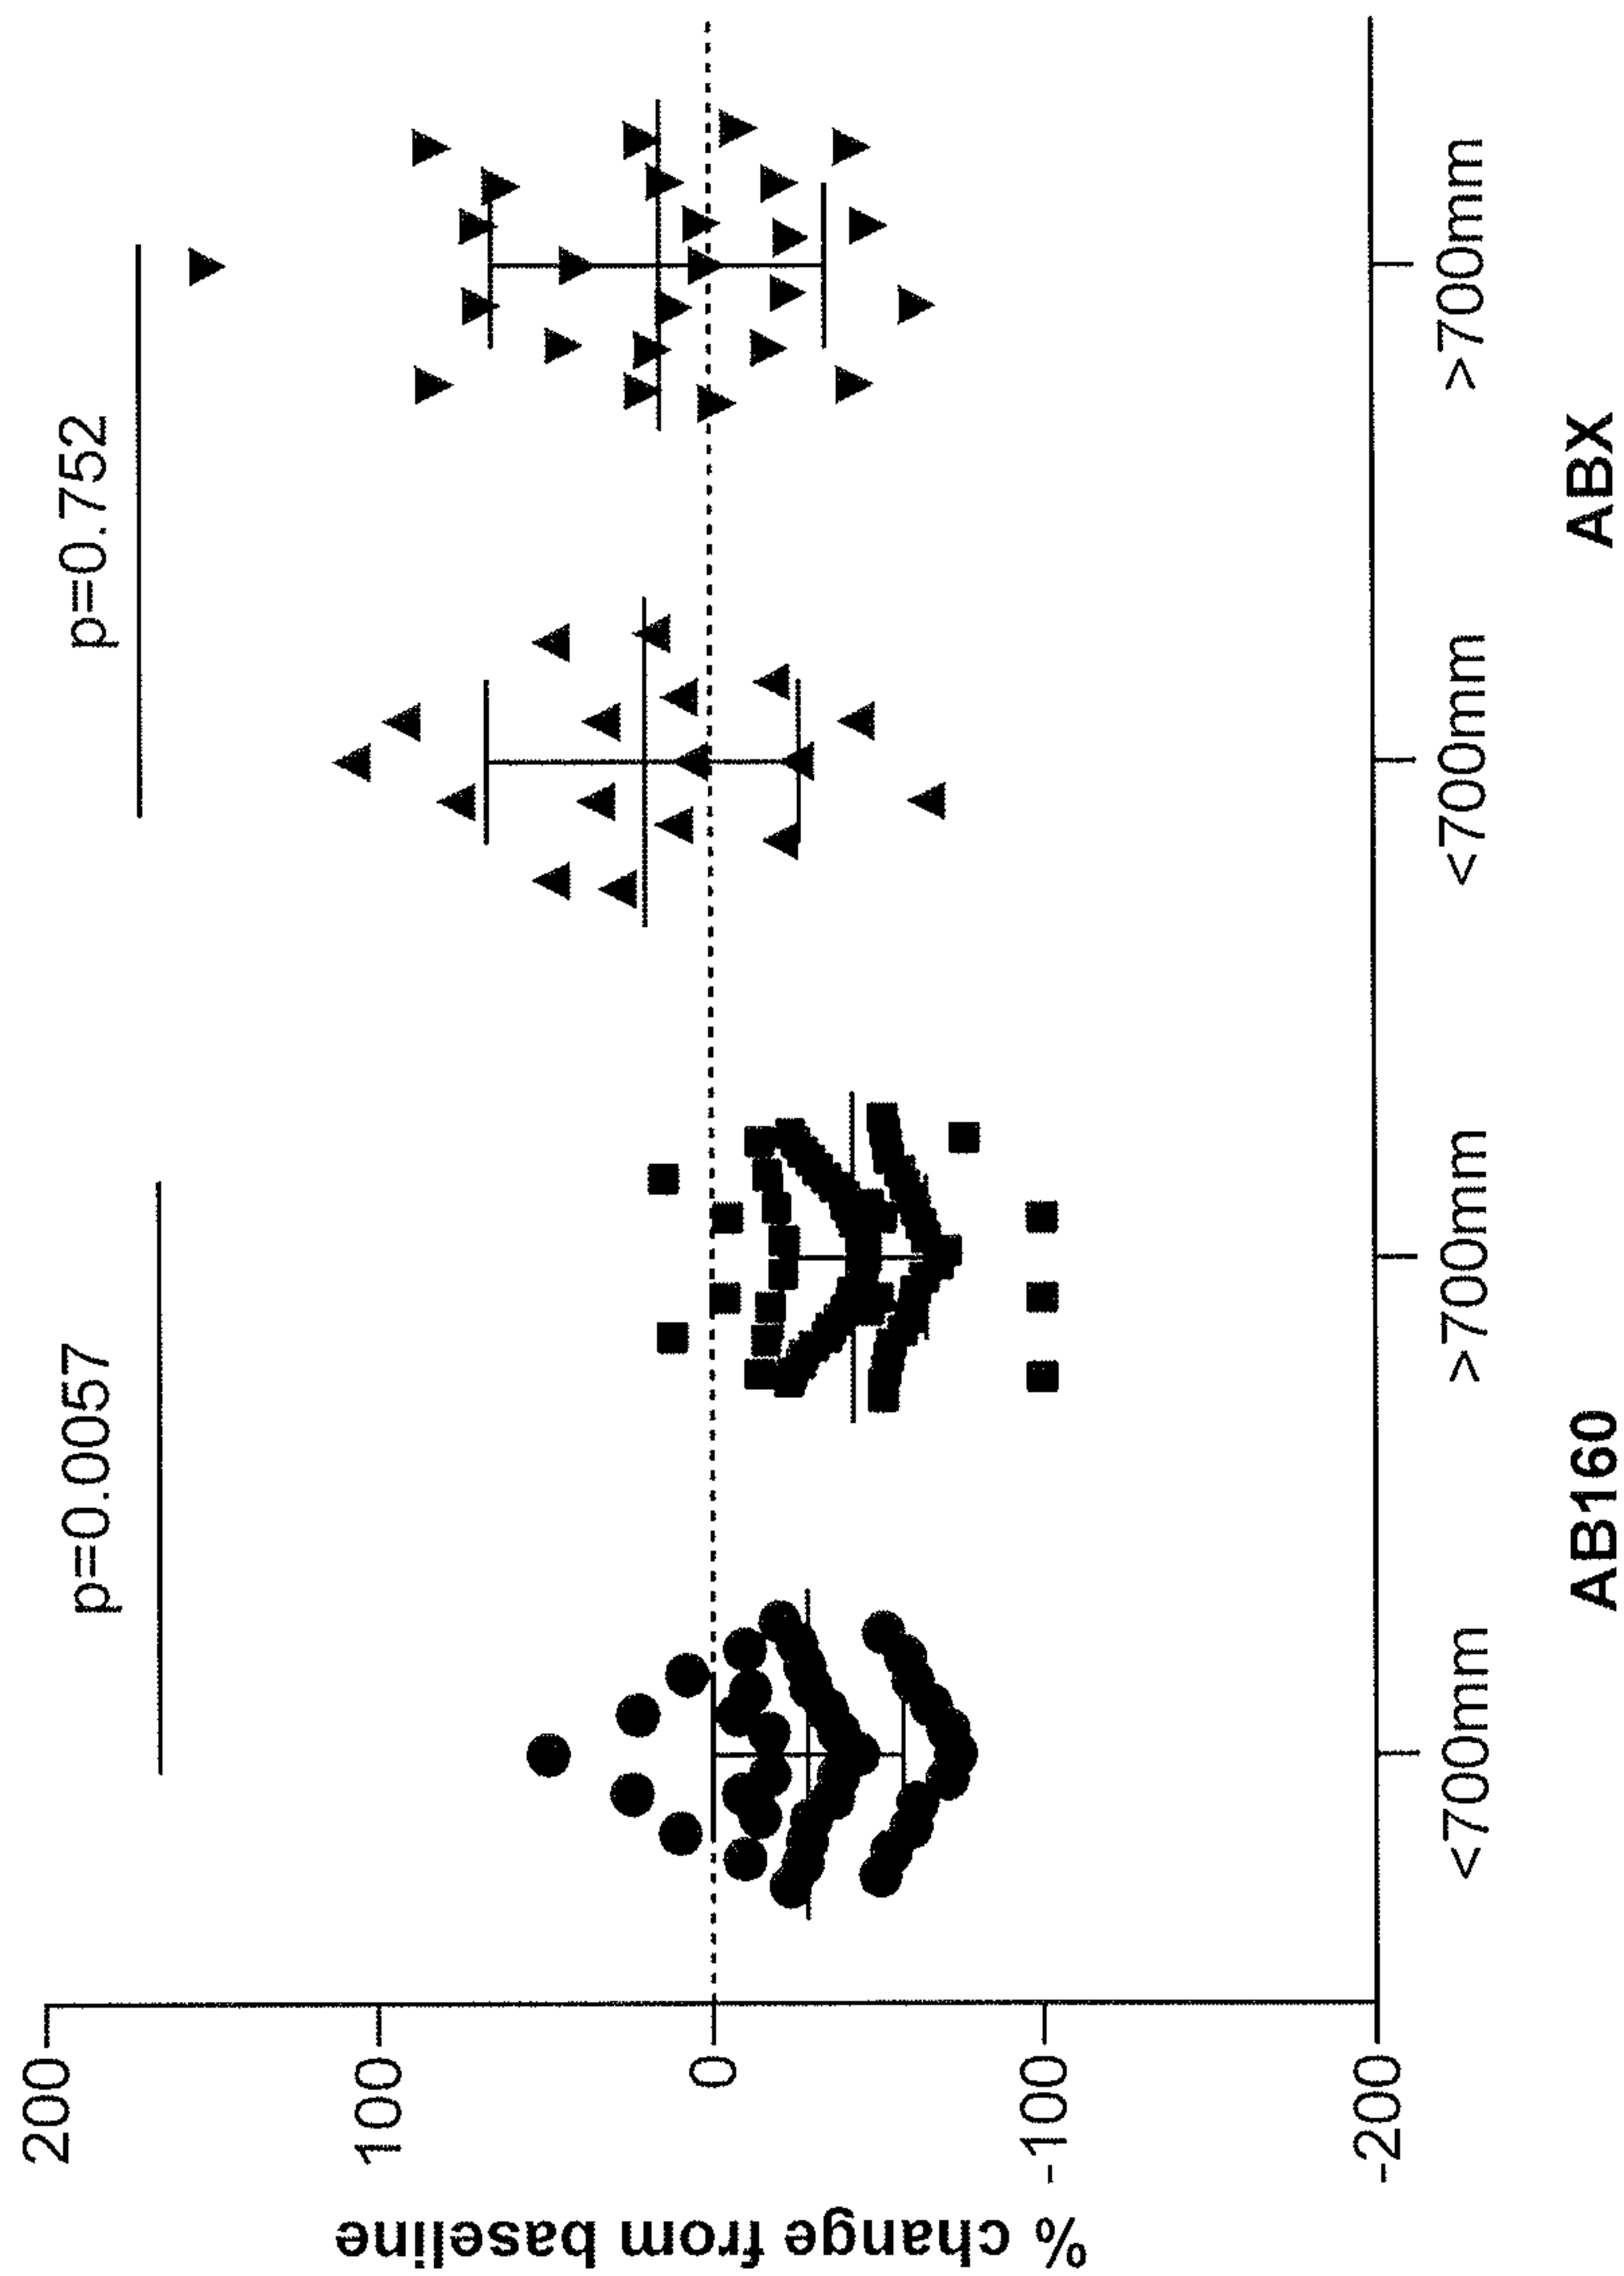 p=0.0057
p=0.752
200
100
0
-100
-200
% change from baseline
<700mm
>700mm
<700mm
>700mm
AB160
ABX